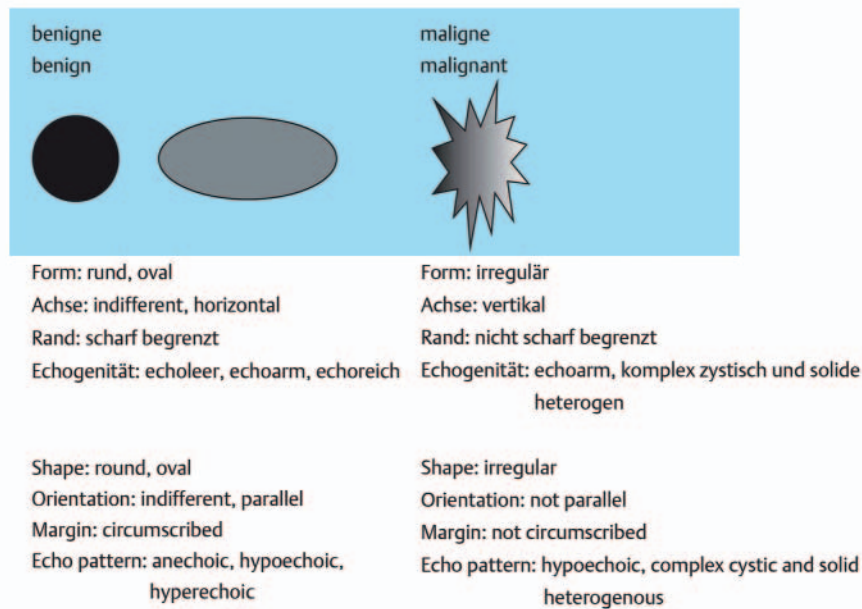 benigne
benign
maligne
malignant
Form: rund, oval
Achse: indifferent, horizontal
Rand: scharf begrenzt
Echogenität: echoleer, echoarm, echoreich
Form: irregulär
Achse: vertikal
Rand: nicht scharf begrenzt
Echogenität: echoarm, komplex zystisch und solide
heterogen
Shape: round, oval
Orientation: indifferent, parallel
Margin: circumscribed
Echo pattern: anechoic, hypoechoic,
hyperechoic
Shape: irregular
Orientation: not parallel
Margin: not circumscribed
Echo pattern: hypoechoic, complex cystic and solid
heterogenous